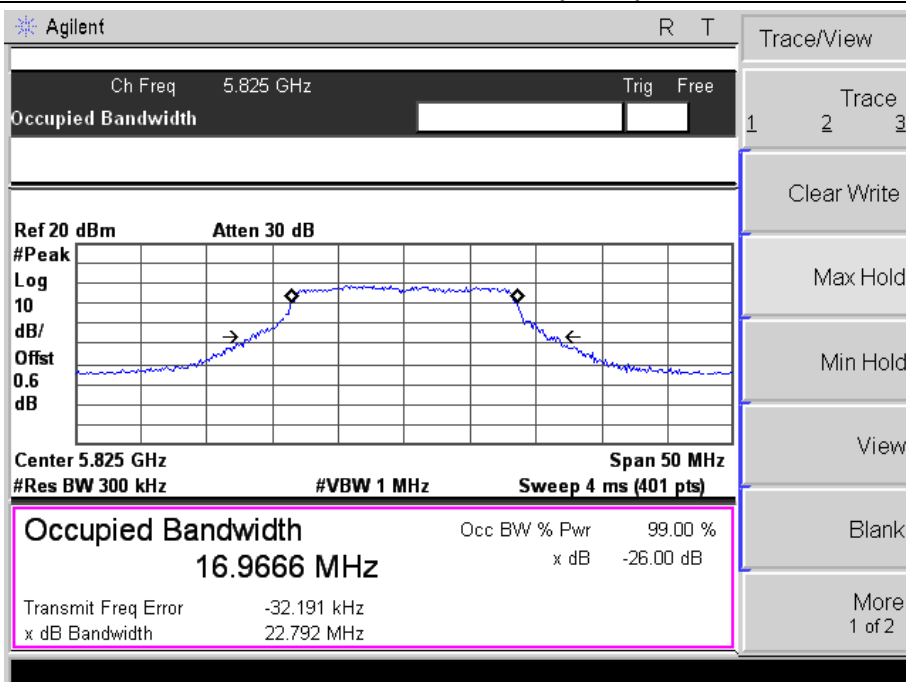 Agilent R T
Trace/View
Ch Freq 5.825 GHz Trig Free
Occupied Bandwidth
Trace
1 2 3
Clear Write
Ref 20 dBm Atten 30 dB
#Peak
Log
10
dB/
Offst
0.6
dB
Max Hold
Min Hold
View
Center 5.825 GHz Span 50 MHz
#Res BW 300 kHz #VBW 1 MHz Sweep 4 ms (401 pts)
Occupied Bandwidth
16.9666 MHz
Occ BW % Pwr 99.00 %
x dB -26.00 dB
Transmit Freq Error -32.191 kHz
x dB Bandwidth 22.792 MHz
Blank
More
1 of 2